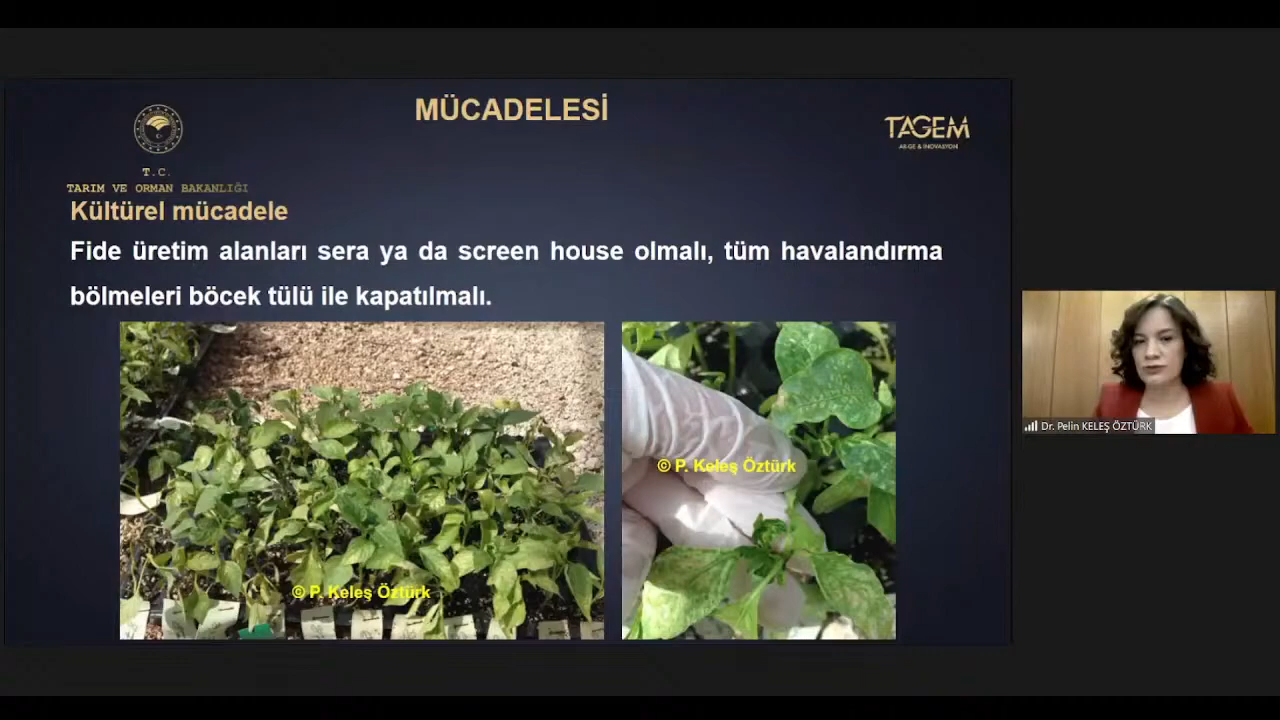 MÜCADELESİ
T.C.
TARIM VE ORMAN BAKANLIĞI
TAGEM
AR-GE & İNOVASYON
Kültürel mücadele
Fide üretim alanları sera ya da screen house olmalı, tüm havalandırma
bölmeleri böcek tülü ile kapatılmalı.
© P. Keleş Öztürk
© P. Keleş Öztürk
Dr. Pelin KELEŞ ÖZTÜRK